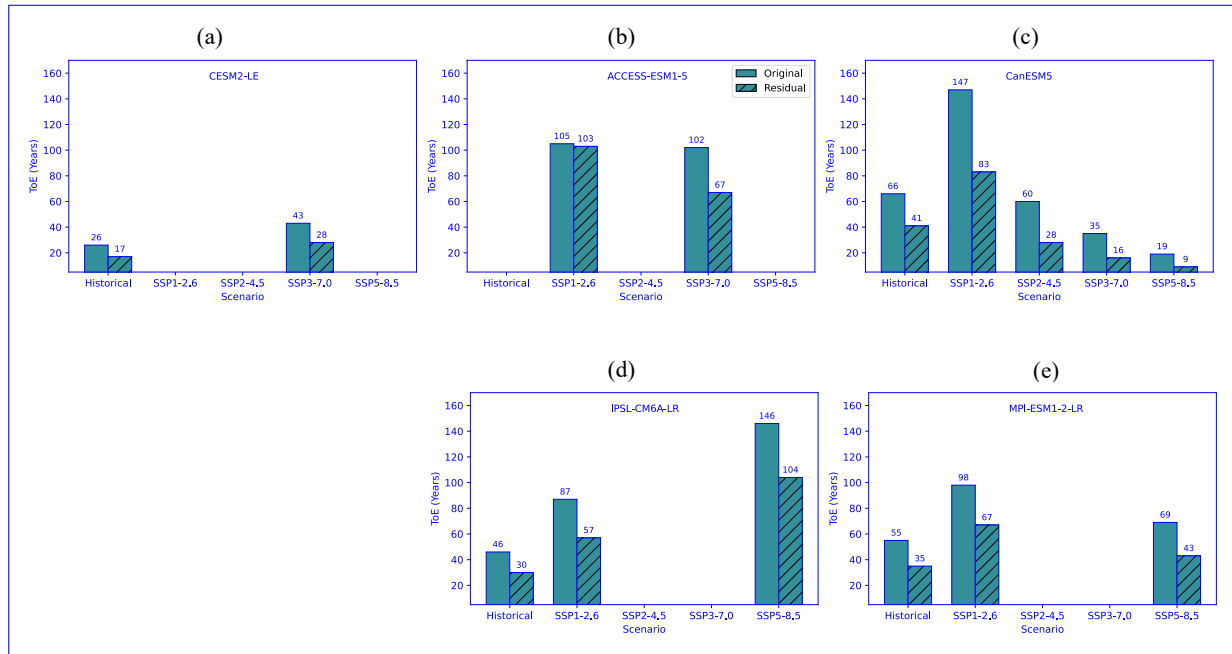 (a)
CESM2-LE
160
140
120
100
80
60
40
20
ToE (Years)
26
17
43
28
Historical SSP1-2.6 SSP2-4.5 SSP3-7.0 SSP5-8.5
Scenario
(b)
ACCESS-ESM1-5
Original
Residual
160
140
120
100
80
60
40
20
ToE (Years)
105
103
102
67
Historical SSP1-2.6 SSP2-4.5 SSP3-7.0 SSP5-8.5
Scenario
(c)
CanESM5
160
140
120
100
80
60
40
20
ToE (Years)
66
41
147
83
60
28
35
16
19
9
Historical SSP1-2.6 SSP2-4.5 SSP3-7.0 SSP5-8.5
Scenario
(d)
IPSL-CM6A-LR
160
140
120
100
80
60
40
20
ToE (Years)
46
30
87
57
146
104
Historical SSP1-2.6 SSP2-4.5 SSP3-7.0 SSP5-8.5
Scenario
(e)
MPI-ESM1-2-LR
160
140
120
100
80
60
40
20
ToE (Years)
55
35
98
67
69
43
Historical SSP1-2.6 SSP2-4.5 SSP3-7.0 SSP5-8.5
Scenario